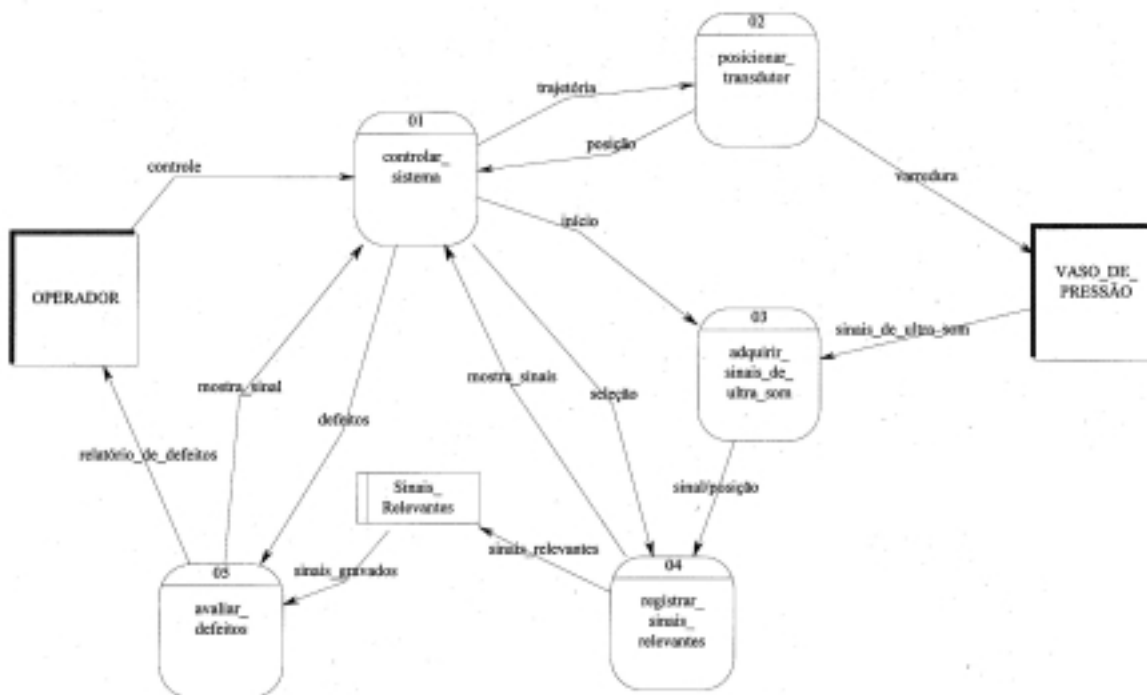 02
posicionar_
transdutor
trajetória
01
controlar_
sistema
posição
controle
varredura
início
OPERADOR
VASO_DE_
PRESSÃO
03
adquirir_
sinais_de_
ultra_som
sinais_de_ultra_som
mostra_sinal
mostra_sinais
seleção
defeitos
relatório_de_defeitos
sinal/posição
Sinais_
Relevantes
sinais_relevantes
sinais_gravados
05
avaliar_
defeitos
04
registrar_
sinais_
relevantes